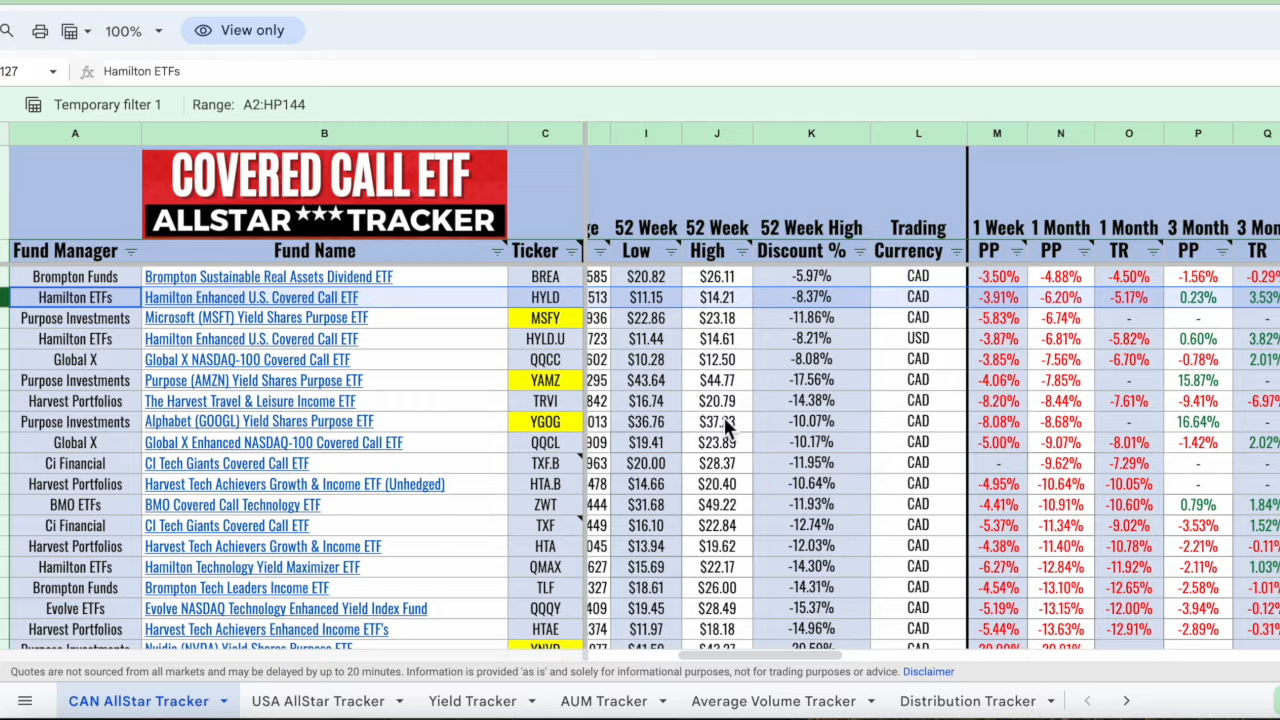 100% View only
127 fx Hamilton ETFs
Temporary filter 1 Range: A2:HP144
A B C I J K L M N O P Q
COVERED CALL ETF
ALLSTAR ★★★ TRACKER
52 Week 52 Week 52 Week High Trading 1 Week 1 Month 1 Month 3 Month 3 Mon
Fund Manager Fund Name Ticker Low High Discount % Currency PP PP TR PP TR
Brompton Funds Brompton Sustainable Real Assets Dividend ETF BREA 585 $20.82 $26.11 -5.97% CAD -3.50% -4.88% -4.50% -1.56% -0.29%
Hamilton ETFs Hamilton Enhanced U.S. Covered Call ETF HYLD 513 $11.15 $14.21 -8.37% CAD -3.91% -6.20% -5.17% 0.23% 3.53%
Purpose Investments Microsoft (MSFT) Yield Shares Purpose ETF MSFY 936 $22.86 $23.18 -11.86% CAD -5.83% -6.74% - - -
Hamilton ETFs Hamilton Enhanced U.S. Covered Call ETF HYLD.U 723 $11.44 $14.61 -8.21% USD -3.87% -6.81% -5.82% 0.60% 3.82%
Global X Global X NASDAQ-100 Covered Call ETF QQCC 602 $10.28 $12.50 -8.08% CAD -3.85% -7.56% -6.70% -0.78% 2.01%
Purpose Investments Purpose (AMZN) Yield Shares Purpose ETF YAMZ 295 $43.64 $44.77 -17.56% CAD -4.06% -7.85% - 15.87% -
Harvest Portfolios The Harvest Travel & Leisure Income ETF TRVI 842 $16.74 $20.79 -14.38% CAD -8.20% -8.44% -7.61% -9.41% -6.97%
Purpose Investments Alphabet (GOOGL) Yield Shares Purpose ETF YGOG 013 $36.76 -10.07% CAD -8.08% -8.68% - 16.64% -
Global X Global X Enhanced NASDAQ-100 Covered Call ETF QQCL 909 $19.41 $23.89 -10.17% CAD -5.00% -9.07% -8.01% -1.42% 2.02%
Ci Financial CI Tech Giants Covered Call ETF TXF.B 963 $20.00 $28.37 -11.95% CAD - -9.62% -7.29% - -
Harvest Portfolios Harvest Tech Achievers Growth & Income ETF (Unhedged) HTA.B 478 $14.66 $20.40 -10.64% CAD -4.95% -10.64% -10.05% - -
BMO ETFs BMO Covered Call Technology ETF ZWT 444 $31.68 $49.22 -11.93% CAD -4.41% -10.91% -10.60% 0.79% 1.84%
Ci Financial CI Tech Giants Covered Call ETF TXF 449 $16.10 $22.84 -12.74% CAD -5.37% -11.34% -9.02% -3.53% 1.52%
Harvest Portfolios Harvest Tech Achievers Growth & Income ETF HTA 045 $13.94 $19.62 -12.03% CAD -4.38% -11.40% -10.78% -2.21% -0.11%
Hamilton ETFs Hamilton Technology Yield Maximizer ETF QMAX 627 $15.69 $22.17 -14.30% CAD -6.27% -12.84% -11.92% -2.11% 1.03%
Brompton Funds Brompton Tech Leaders Income ETF TLF 327 $18.61 $26.00 -14.31% CAD -4.54% -13.10% -12.65% -2.58% -1.01%
Evolve ETFs Evolve NASDAQ Technology Enhanced Yield Index Fund QQQY 409 $19.45 $28.49 -15.37% CAD -5.19% -13.15% -12.00% -3.94% -0.12%
Harvest Portfolios Harvest Tech Achievers Enhanced Income ETF's HTAE 374 $11.97 $18.18 -14.96% CAD -5.44% -13.63% -12.91% -2.89% -0.31%
Quotes are not sourced from all markets and may be delayed by up to 20 minutes. Information is provided 'as is' and solely for informational purposes, not for trading purposes or advice. Disclaimer
CAN AllStar Tracker USA AllStar Tracker Yield Tracker AUM Tracker Average Volume Tracker Distribution Tracker